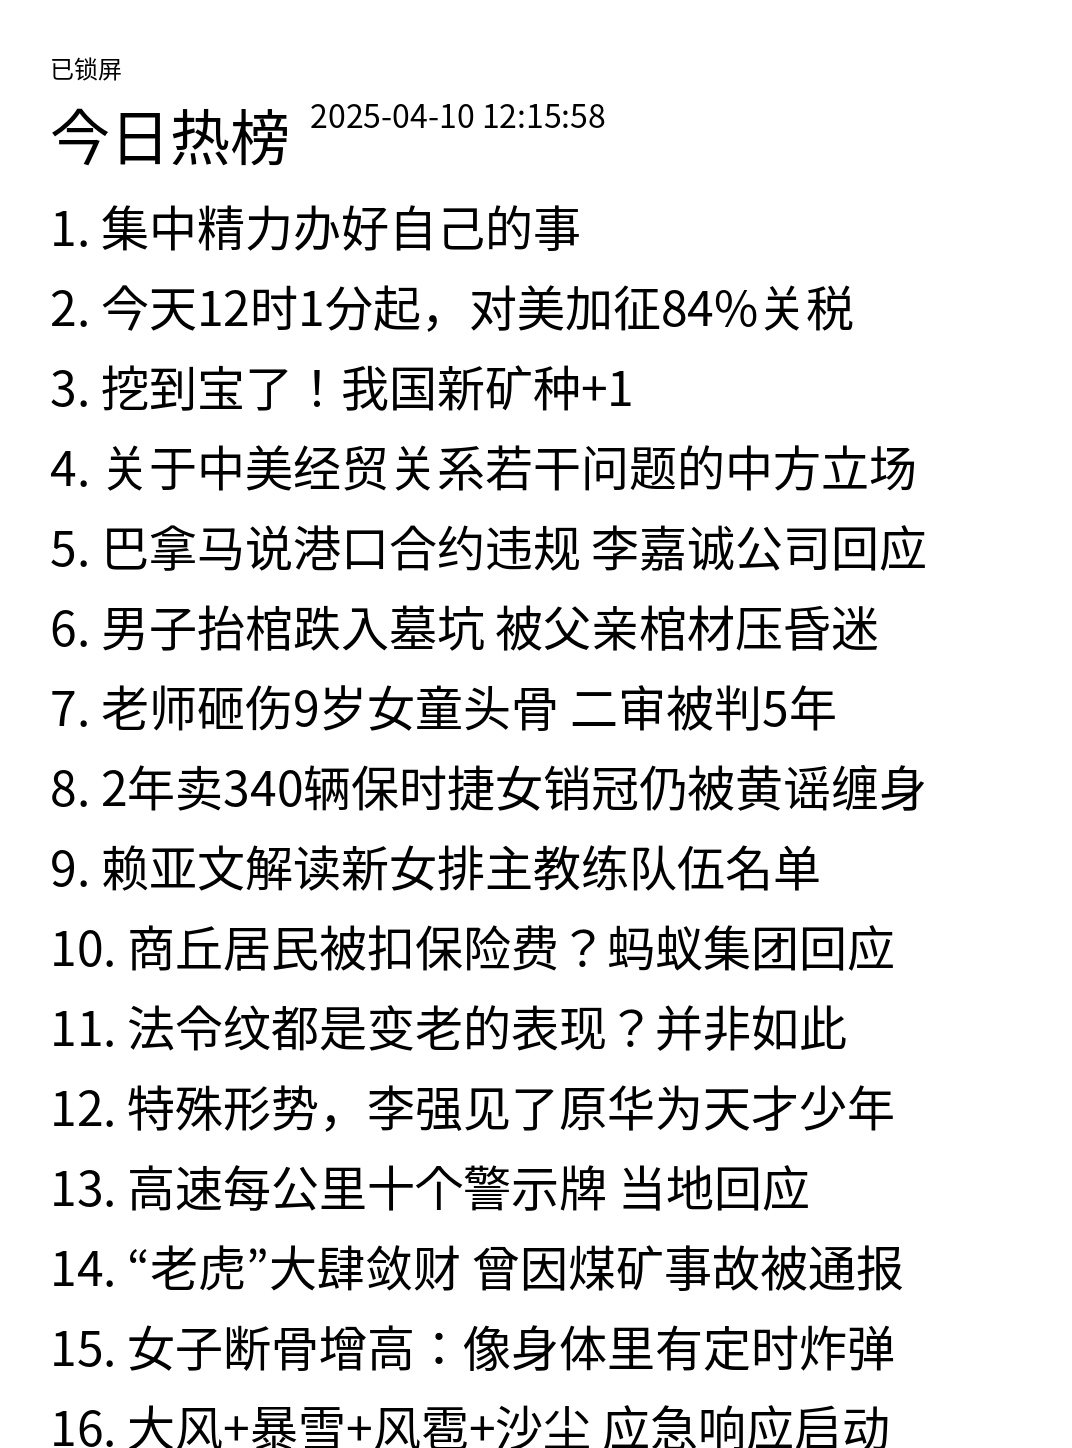 已锁屏
今日热榜 2025-04-10 12:15:58
1. 集中精力办好自己的事
2. 今天12时1分起，对美加征84%关税
3. 挖到宝了！我国新矿种+1
4. 关于中美经贸关系若干问题的中方立场
5. 巴拿马说港口合约违规 李嘉诚公司回应
6. 男子抬棺跌入墓坑 被父亲棺材压昏迷
7. 老师砸伤9岁女童头骨 二审被判5年
8. 2年卖340辆保时捷女销冠仍被黄谣缠身
9. 赖亚文解读新女排主教练队伍名单
10. 商丘居民被扣保险费？蚂蚁集团回应
11. 法令纹都是变老的表现？并非如此
12. 特殊形势，李强见了原华为天才少年
13. 高速每公里十个警示牌 当地回应
14. “老虎”大肆敛财 曾因煤矿事故被通报
15. 女子断骨增高：像身体里有定时炸弹
16. 大风+暴雪+风雹+沙尘 应急响应启动